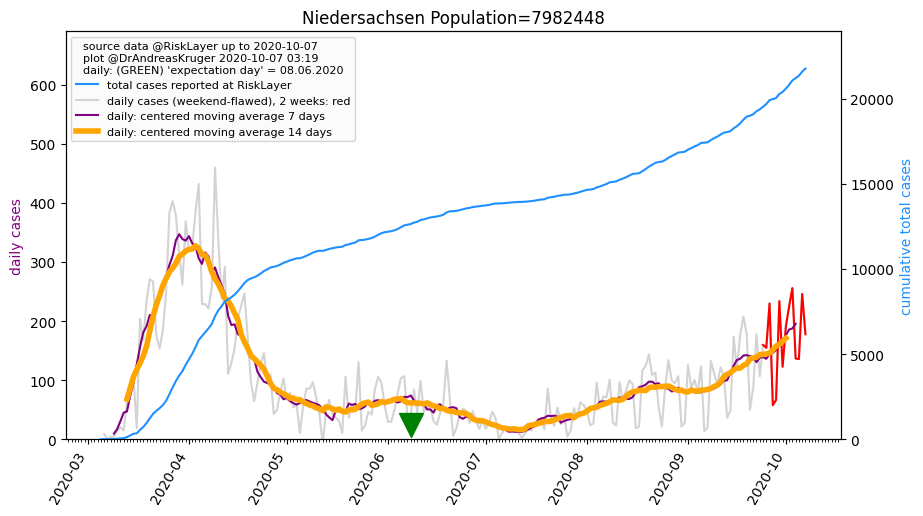 Niedersachsen Population=7982448
source data @RiskLayer up to 2020-10-07
plot @DrAndreasKruger 2020-10-07 03:19
daily: (GREEN) 'expectation day' = 08.06.2020
total cases reported at RiskLayer
daily cases (weekend-flawed), 2 weeks: red
daily: centered moving average 7 days
daily: centered moving average 14 days
daily cases
600
500
400
300
200
100
0
cumulative total cases
20000
15000
10000
5000
0
2020-03
2020-04
2020-05
2020-06
2020-07
2020-08
2020-09
2020-10